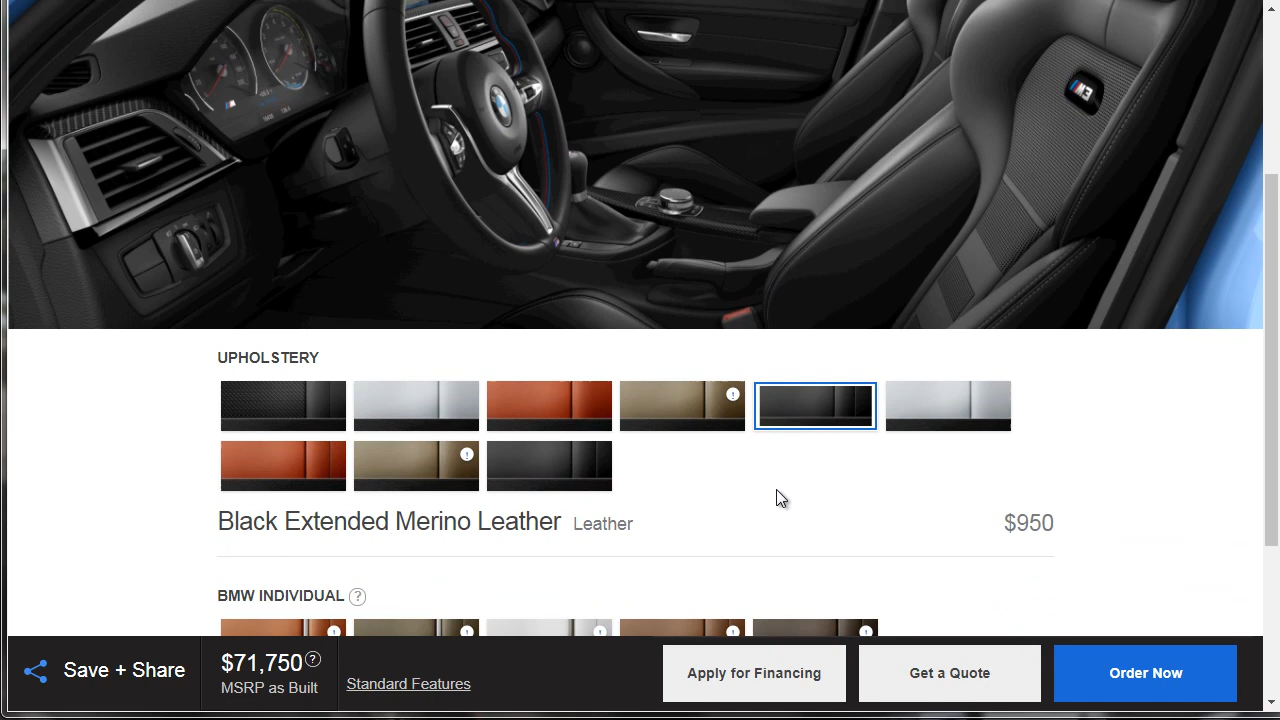 M3
UPHOLSTERY
Black Extended Merino Leather Leather $950
BMW INDIVIDUAL ?
Save + Share
$71,750 ?
MSRP as Built
Standard Features
Apply for Financing
Get a Quote
Order Now